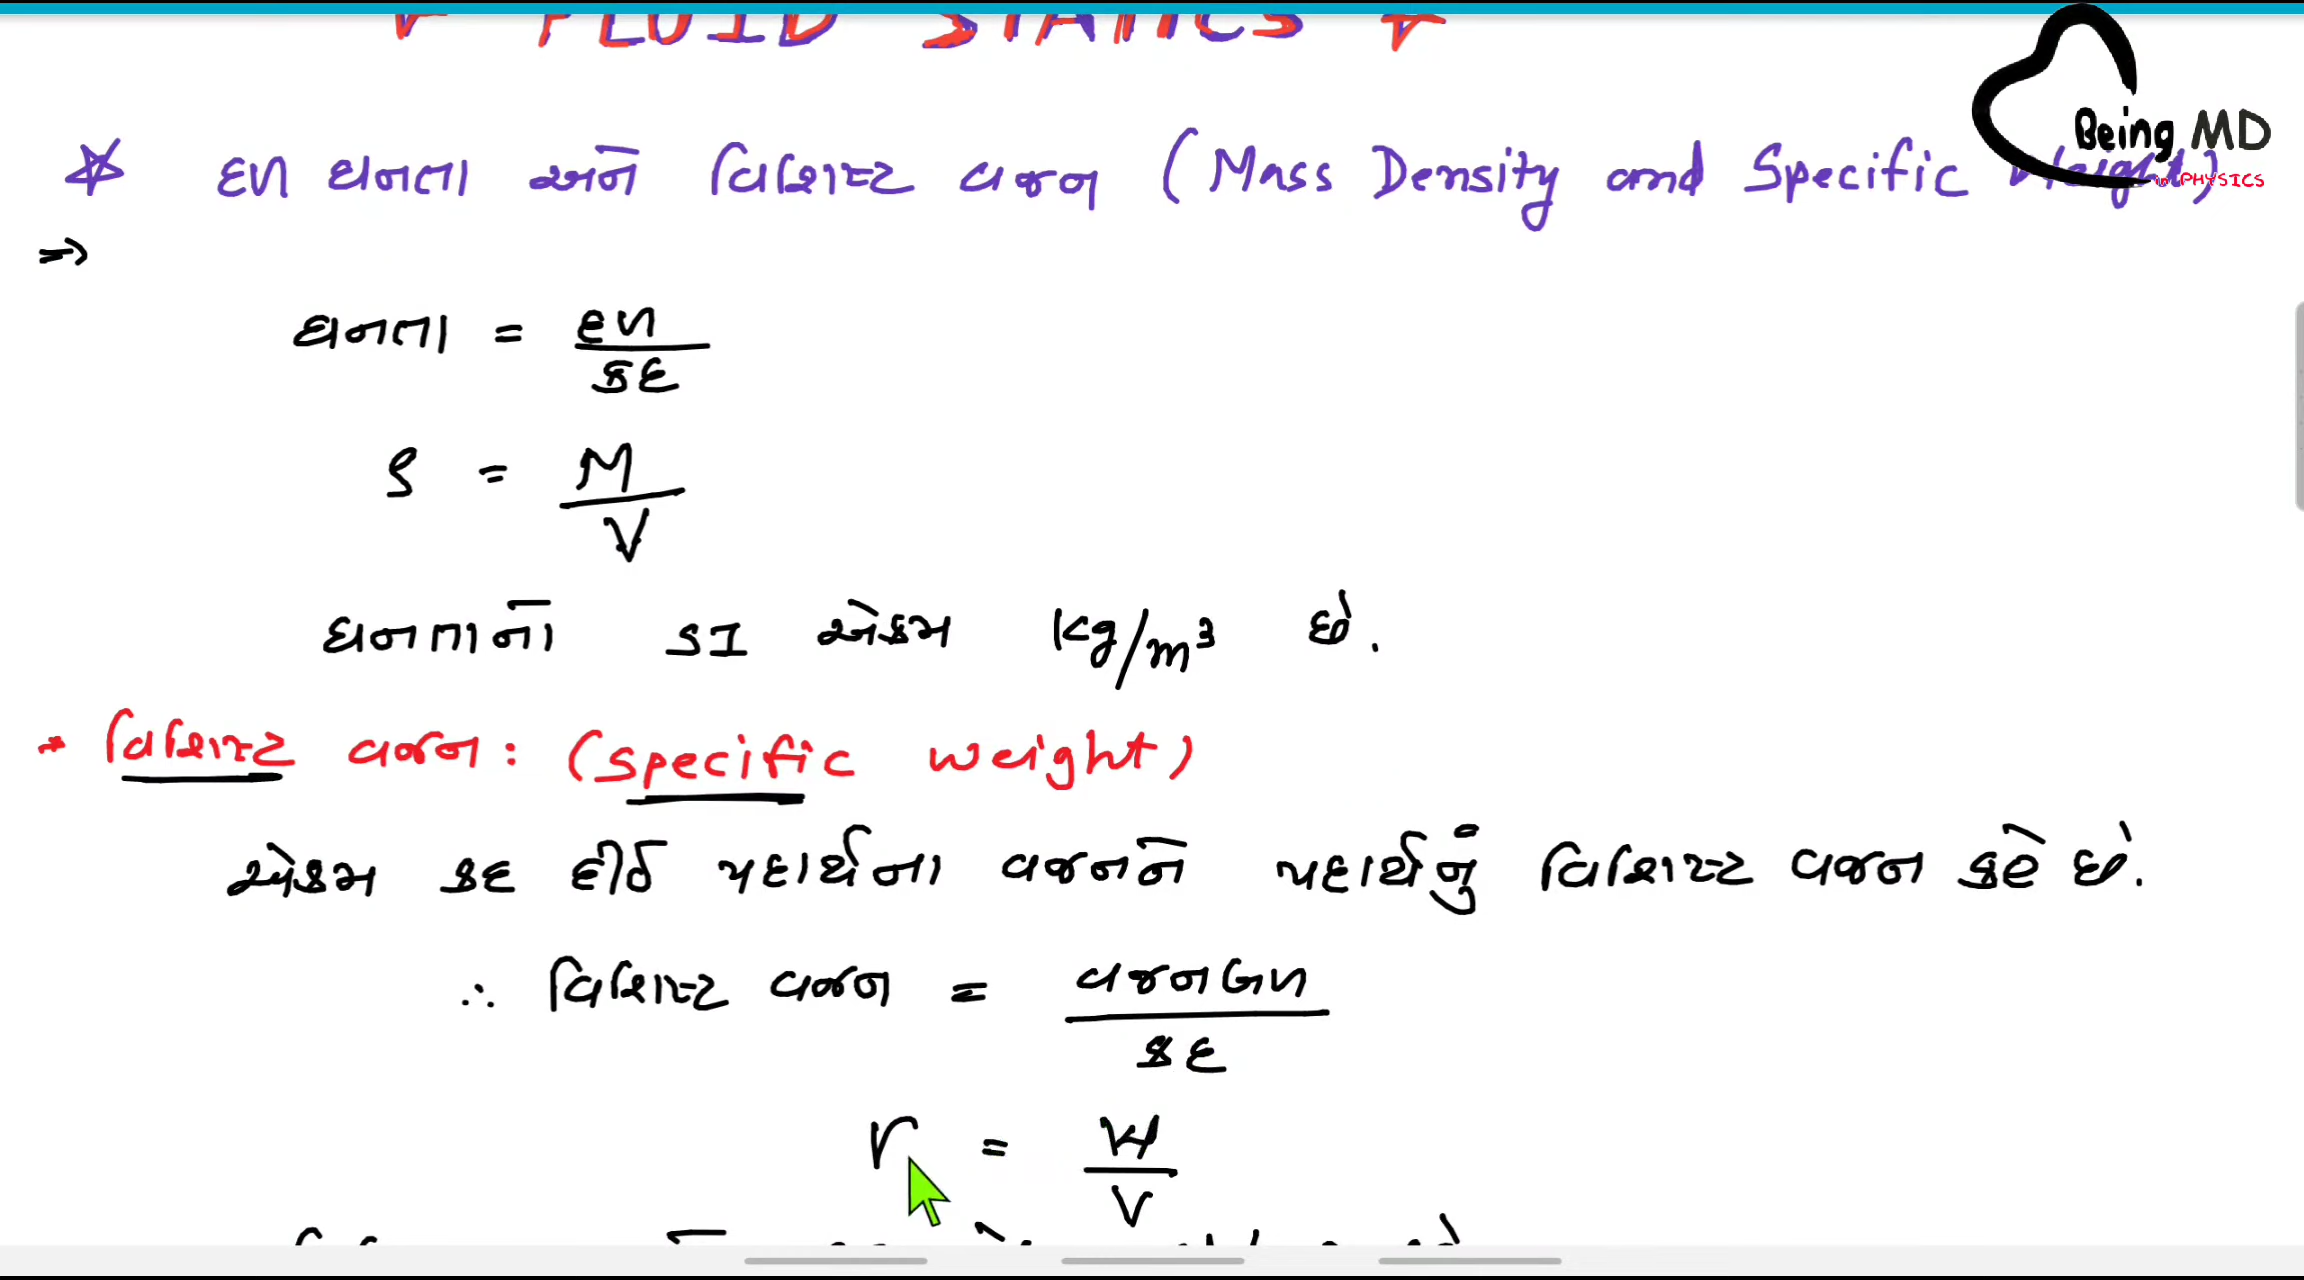 FLUID STATICS
Being MD
in PHYSICS
* દળ ઘનતા અને વિશિષ્ટ વજન (Mass Density and Specific Weight)
⇒
ઘનતા = દળ / કદ
ρ = M / V
ઘનતાનો SI એકમ kg/m³ છે.
* વિશિષ્ટ વજન : (specific weight)
એકમ કદ દીઠ પદાર્થના વજનને પદાર્થનું વિશિષ્ટ વજન કહે છે.
∴ વિશિષ્ટ વજન = વજનબળ / કદ
r = W / V